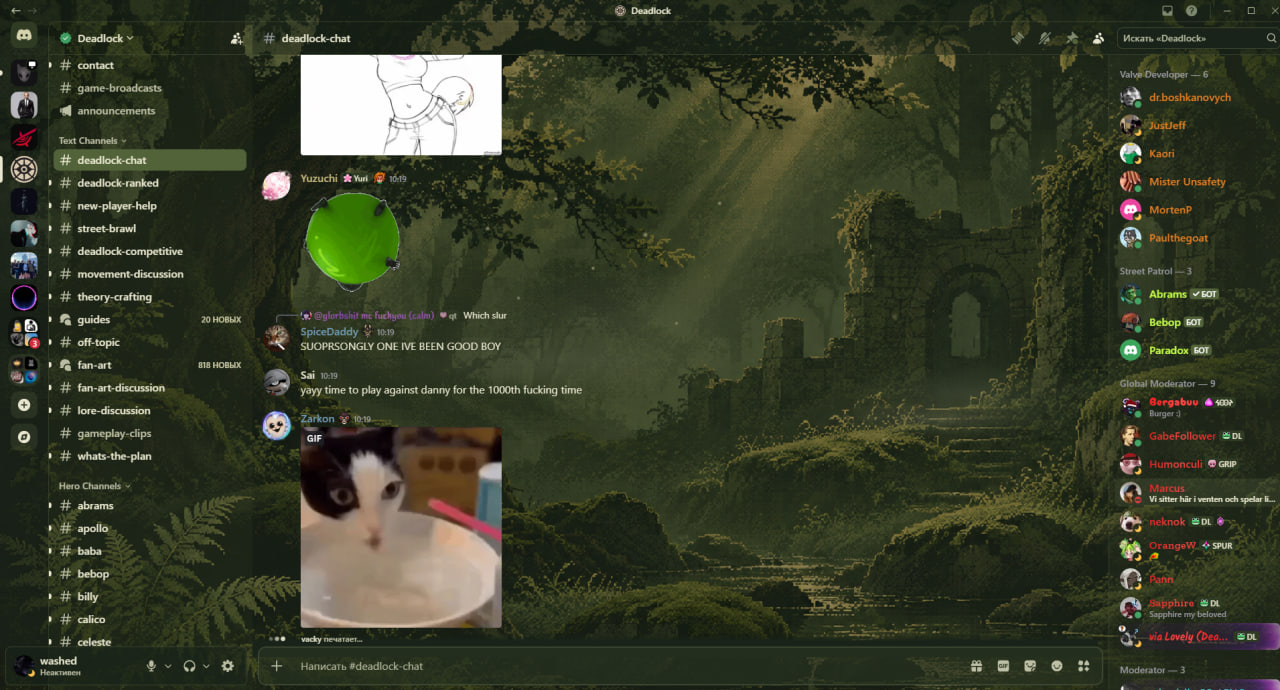 Deadlock
Deadlock
contact
game-broadcasts
announcements
Text Channels
deadlock-chat
deadlock-ranked
new-player-help
street-brawl
deadlock-competitive
movement-discussion
theory-crafting
guides
20 НОВЫХ
off-topic
fan-art
818 НОВЫХ
fan-art-discussion
lore-discussion
gameplay-clips
whats-the-plan
Hero Channels
abrams
apollo
baba
bebop
billy
calico
celeste
3
washed
Неактивен
# deadlock-chat
Искать «Deadlock»
Yuzuchi Yuri 10:19
@glorbshit mc fuckyou (calm) qt Which slur
SpiceDaddy 10:19
SUOPRSONGLY ONE IVE BEEN GOOD BOY
Sai 10:19
yayy time to play against danny for the 1000th fucking time
Zarkon 10:19
GIF
vacky печатает...
Написать #deadlock-chat
GIF
Valve Developer — 6
dr.boshkanovych
JustJeff
Kaori
Mister Unsafety
MortenP
Paulthegoat
Street Patrol — 3
Abrams ✓ БОТ
Bebop БОТ
Paradox БОТ
Global Moderator — 9
Bergabuu
Burger :)
GabeFollower DL
Humonculi GRIP
Marcus
Vi sitter här i venten och spelar li...
neknok DL
OrangeW SPUR
Pann
Sapphire DL
Sapphire my beloved
via Lovely (Dea... DL
Moderator — 3